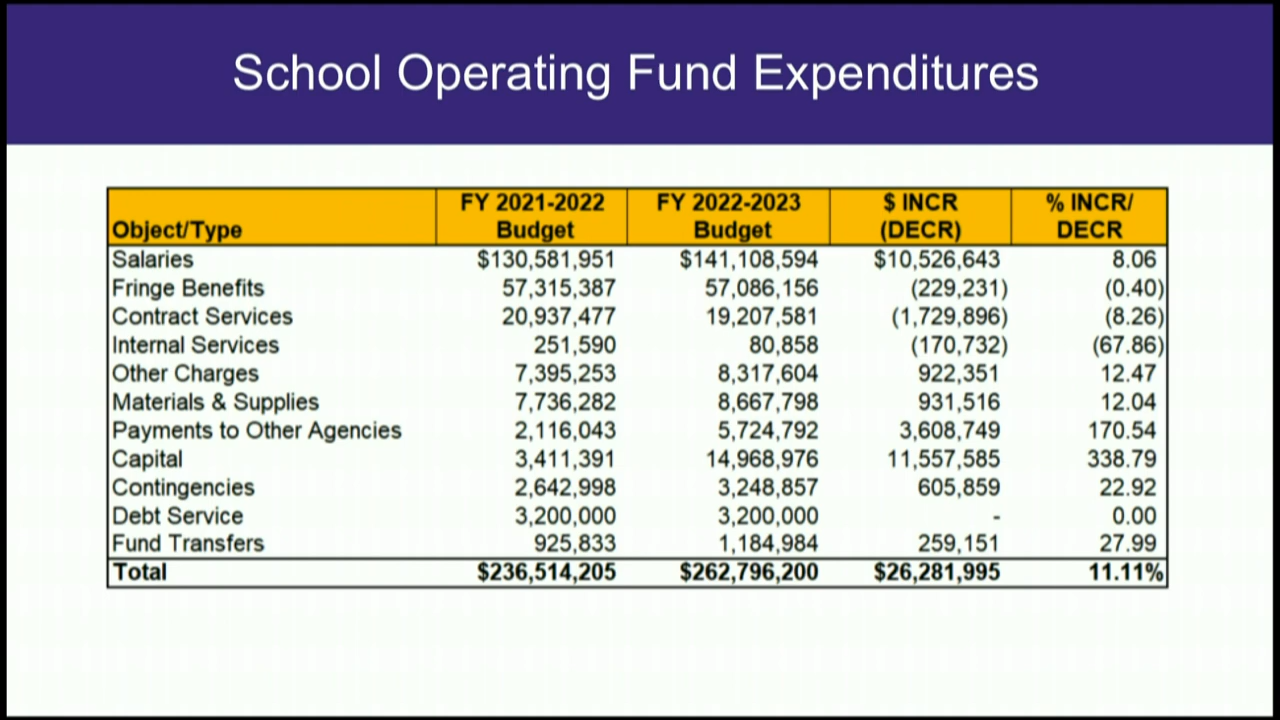 School Operating Fund Expenditures
FY 2021-2022 FY 2022-2023 $ INCR % INCR/
Object/Type Budget Budget (DECR) DECR
Salaries $130,581,951 $141,108,594 $10,526,643 8.06
Fringe Benefits 57,315,387 57,086,156 (229,231) (0.40)
Contract Services 20,937,477 19,207,581 (1,729,896) (8.26)
Internal Services 251,590 80,858 (170,732) (67.86)
Other Charges 7,395,253 8,317,604 922,351 12.47
Materials & Supplies 7,736,282 8,667,798 931,516 12.04
Payments to Other Agencies 2,116,043 5,724,792 3,608,749 170.54
Capital 3,411,391 14,968,976 11,557,585 338.79
Contingencies 2,642,998 3,248,857 605,859 22.92
Debt Service 3,200,000 3,200,000 - 0.00
Fund Transfers 925,833 1,184,984 259,151 27.99
Total $236,514,205 $262,796,200 $26,281,995 11.11%